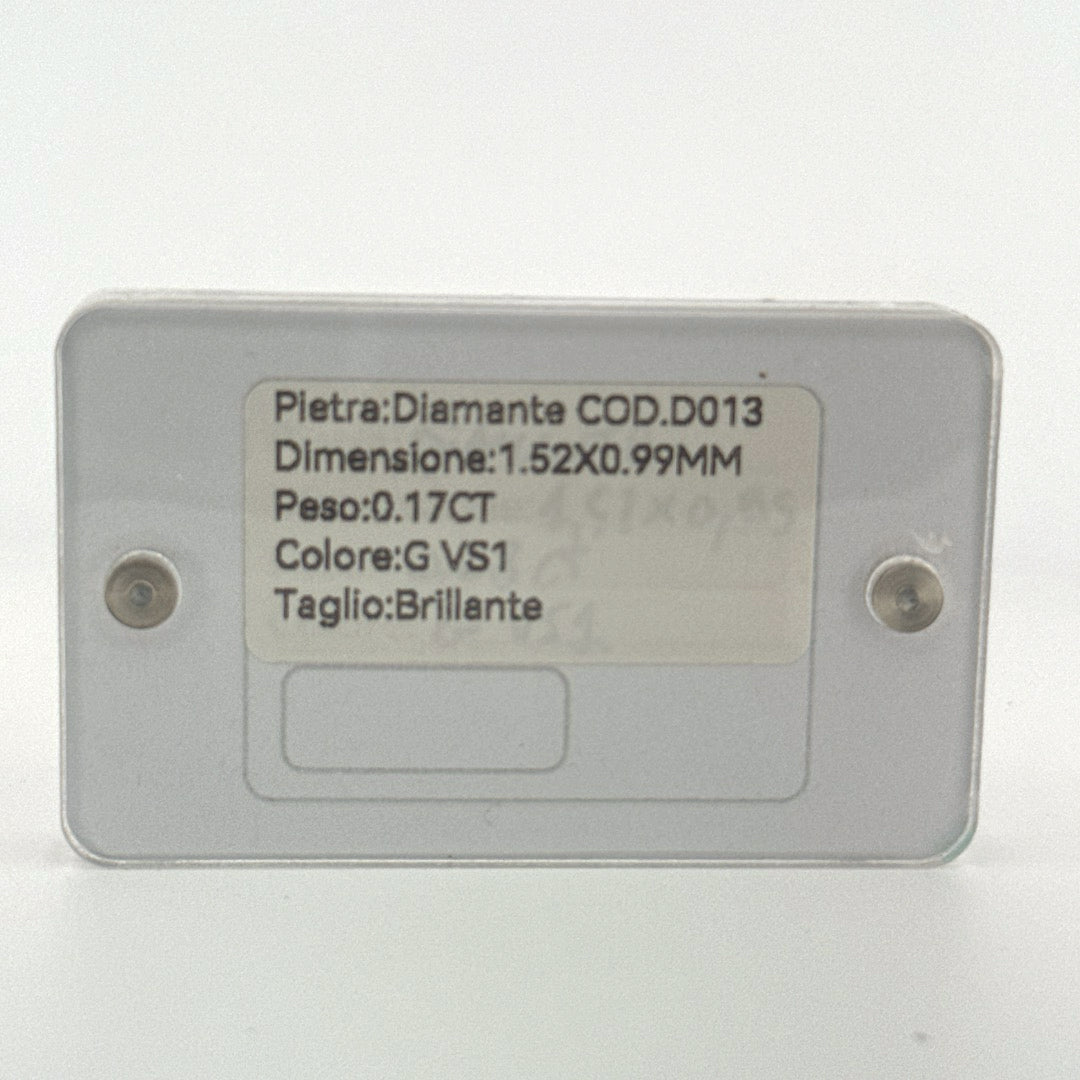 Pietra:Diamante COD.D013
Dimensione:1.52X0.99MM
Peso:0.17CT
Colore:G VS1
Taglio:Brillante